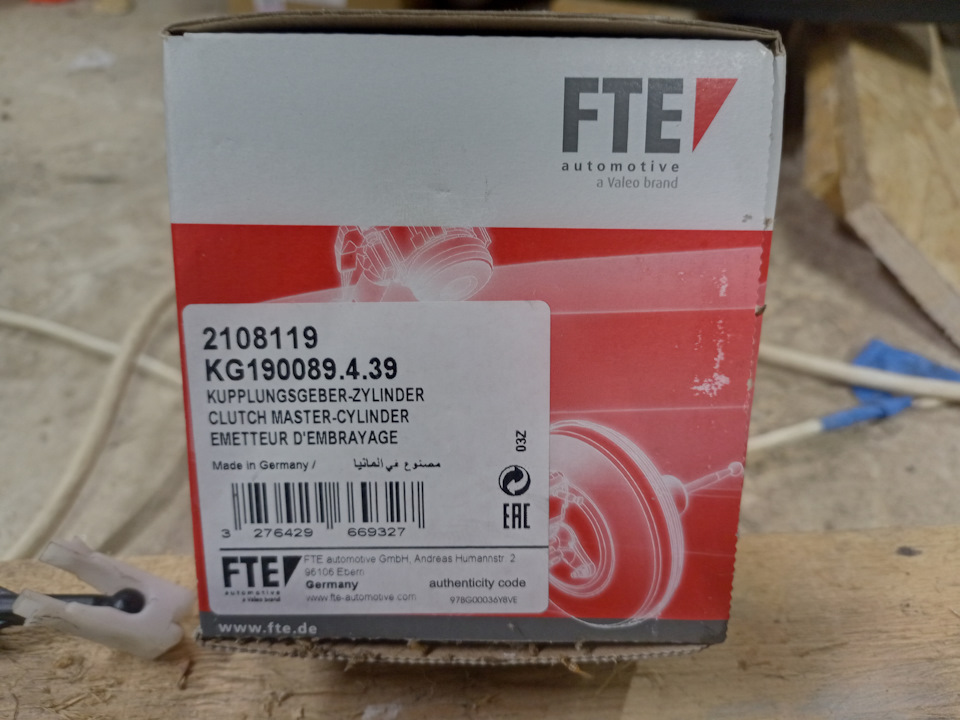 FTE
automotive
a Valeo brand
2108119
KG190089.4.39
KUPPLUNGSGEBER-ZYLINDER
CLUTCH MASTER-CYLINDER
EMETTEUR D'EMBRAYAGE
Made in Germany / مصنوع في المانيا
03Z
EAC
3 276429 669327
FTE
automotive
a Valeo brand
FTE automotive GmbH, Andreas Humannstr. 2
96106 Ebern
Germany
www.fte-automotive.com
authenticity code
97BG00036Y8VE
www.fte.de